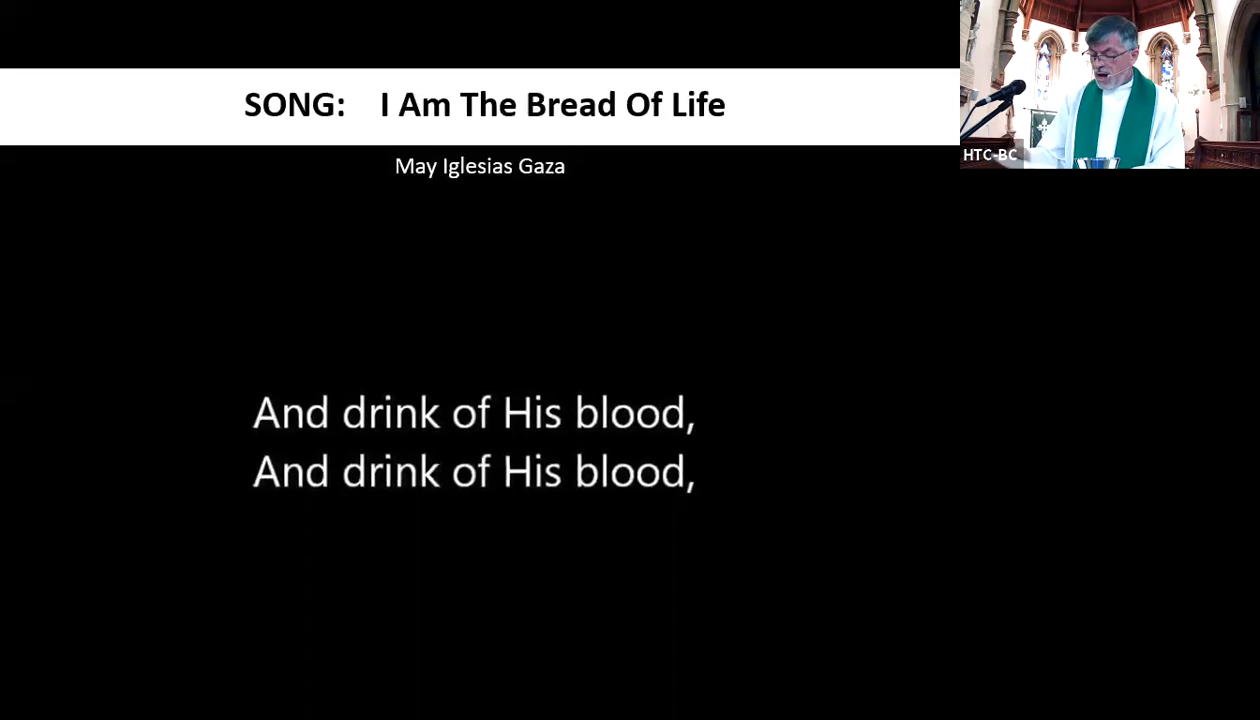 SONG: I Am The Bread Of Life
May Iglesias Gaza
HTC-BC
And drink of His blood,
And drink of His blood,